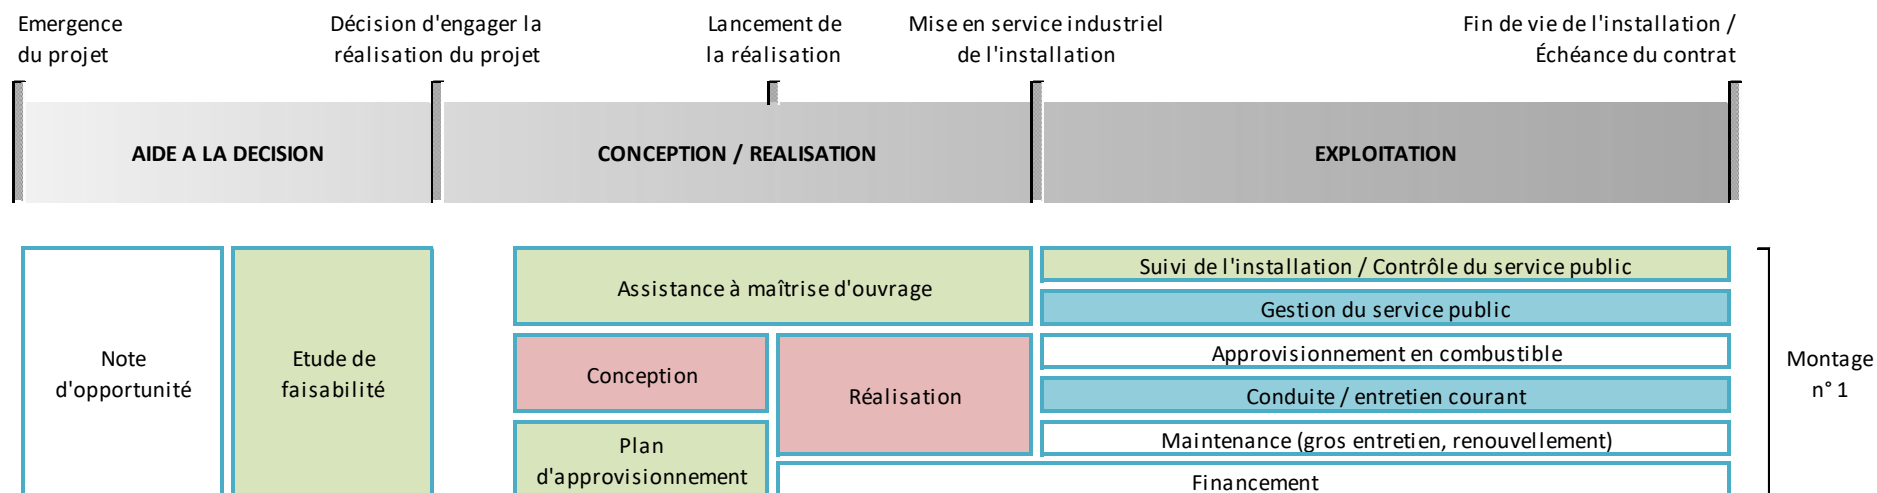 Emergence
du projet
Décision d'engager la
réalisation du projet
Lancement de
la réalisation
Mise en service industriel
de l'installation
Fin de vie de l'installation /
Échéance du contrat
AIDE A LA DECISION
CONCEPTION / REALISATION
EXPLOITATION
Note
d'opportunité
Etude de
faisabilité
Assistance à maîtrise d'ouvrage
Conception
Réalisation
Plan
d'approvisionnement
Suivi de l'installation / Contrôle du service public
Gestion du service public
Approvisionnement en combustible
Conduite / entretien courant
Maintenance (gros entretien, renouvellement)
Financement
Montage
n° 1